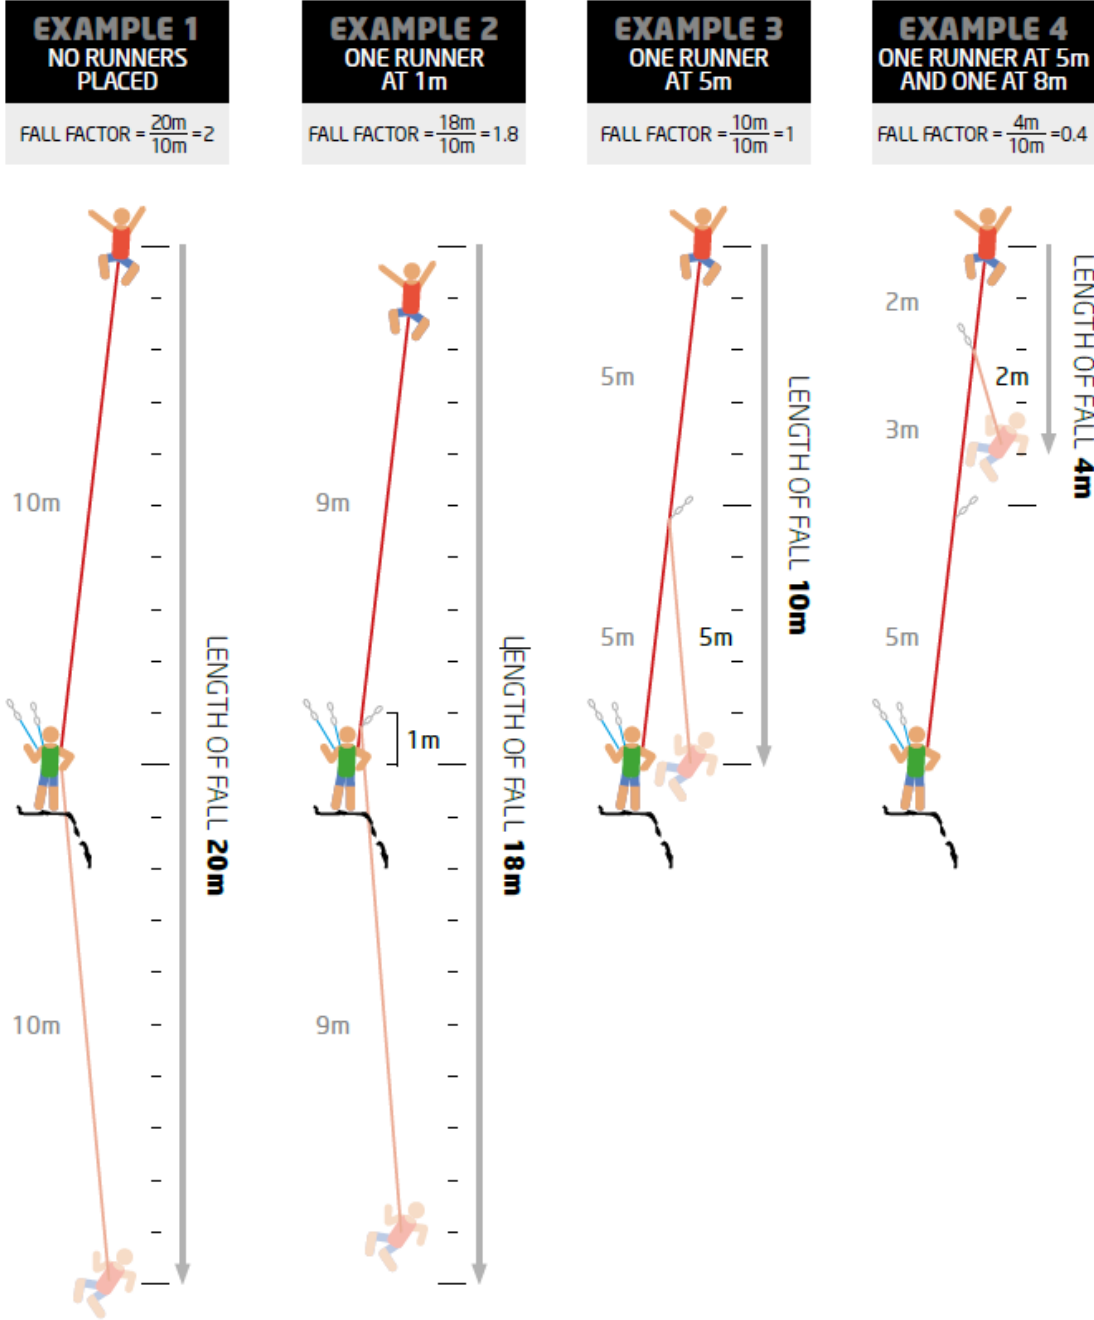 EXAMPLE 1
NO RUNNERS
PLACED
FALL FACTOR = 20m/10m = 2
10m
10m
LENGTH OF FALL 20m
EXAMPLE 2
ONE RUNNER
AT 1m
FALL FACTOR = 18m/10m = 1.8
9m
1m
9m
LENGTH OF FALL 18m
EXAMPLE 3
ONE RUNNER
AT 5m
FALL FACTOR = 10m/10m = 1
5m
5m
5m
LENGTH OF FALL 10m
EXAMPLE 4
ONE RUNNER AT 5m
AND ONE AT 8m
FALL FACTOR = 4m/10m = 0.4
2m
2m
3m
5m
LENGTH OF FALL 4m